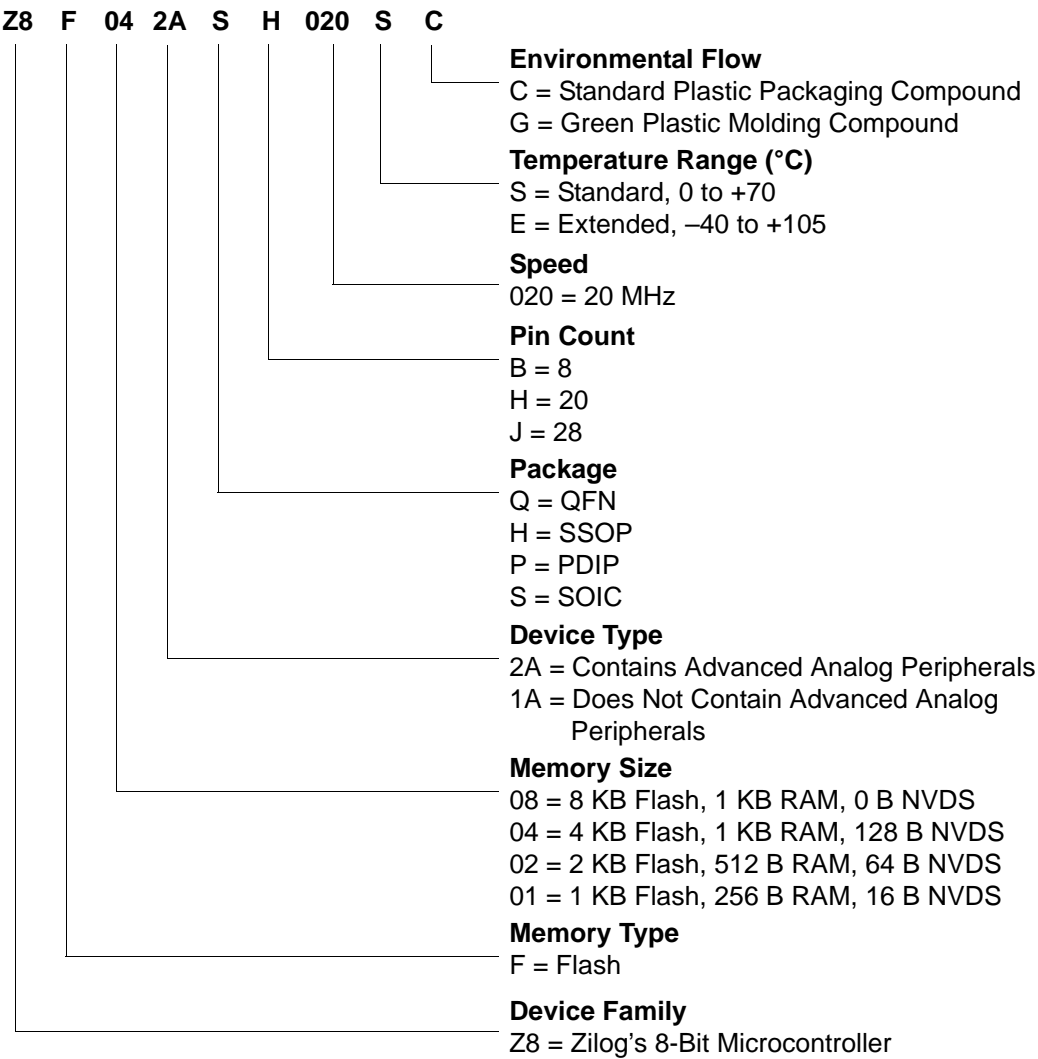 Z8 F 04 2A S H 020 S C
Environmental Flow
C = Standard Plastic Packaging Compound
G = Green Plastic Molding Compound
Temperature Range (°C)
S = Standard, 0 to +70
E = Extended, –40 to +105
Speed
020 = 20 MHz
Pin Count
B = 8
H = 20
J = 28
Package
Q = QFN
H = SSOP
P = PDIP
S = SOIC
Device Type
2A = Contains Advanced Analog Peripherals
1A = Does Not Contain Advanced Analog
Peripherals
Memory Size
08 = 8 KB Flash, 1 KB RAM, 0 B NVDS
04 = 4 KB Flash, 1 KB RAM, 128 B NVDS
02 = 2 KB Flash, 512 B RAM, 64 B NVDS
01 = 1 KB Flash, 256 B RAM, 16 B NVDS
Memory Type
F = Flash
Device Family
Z8 = Zilog's 8-Bit Microcontroller